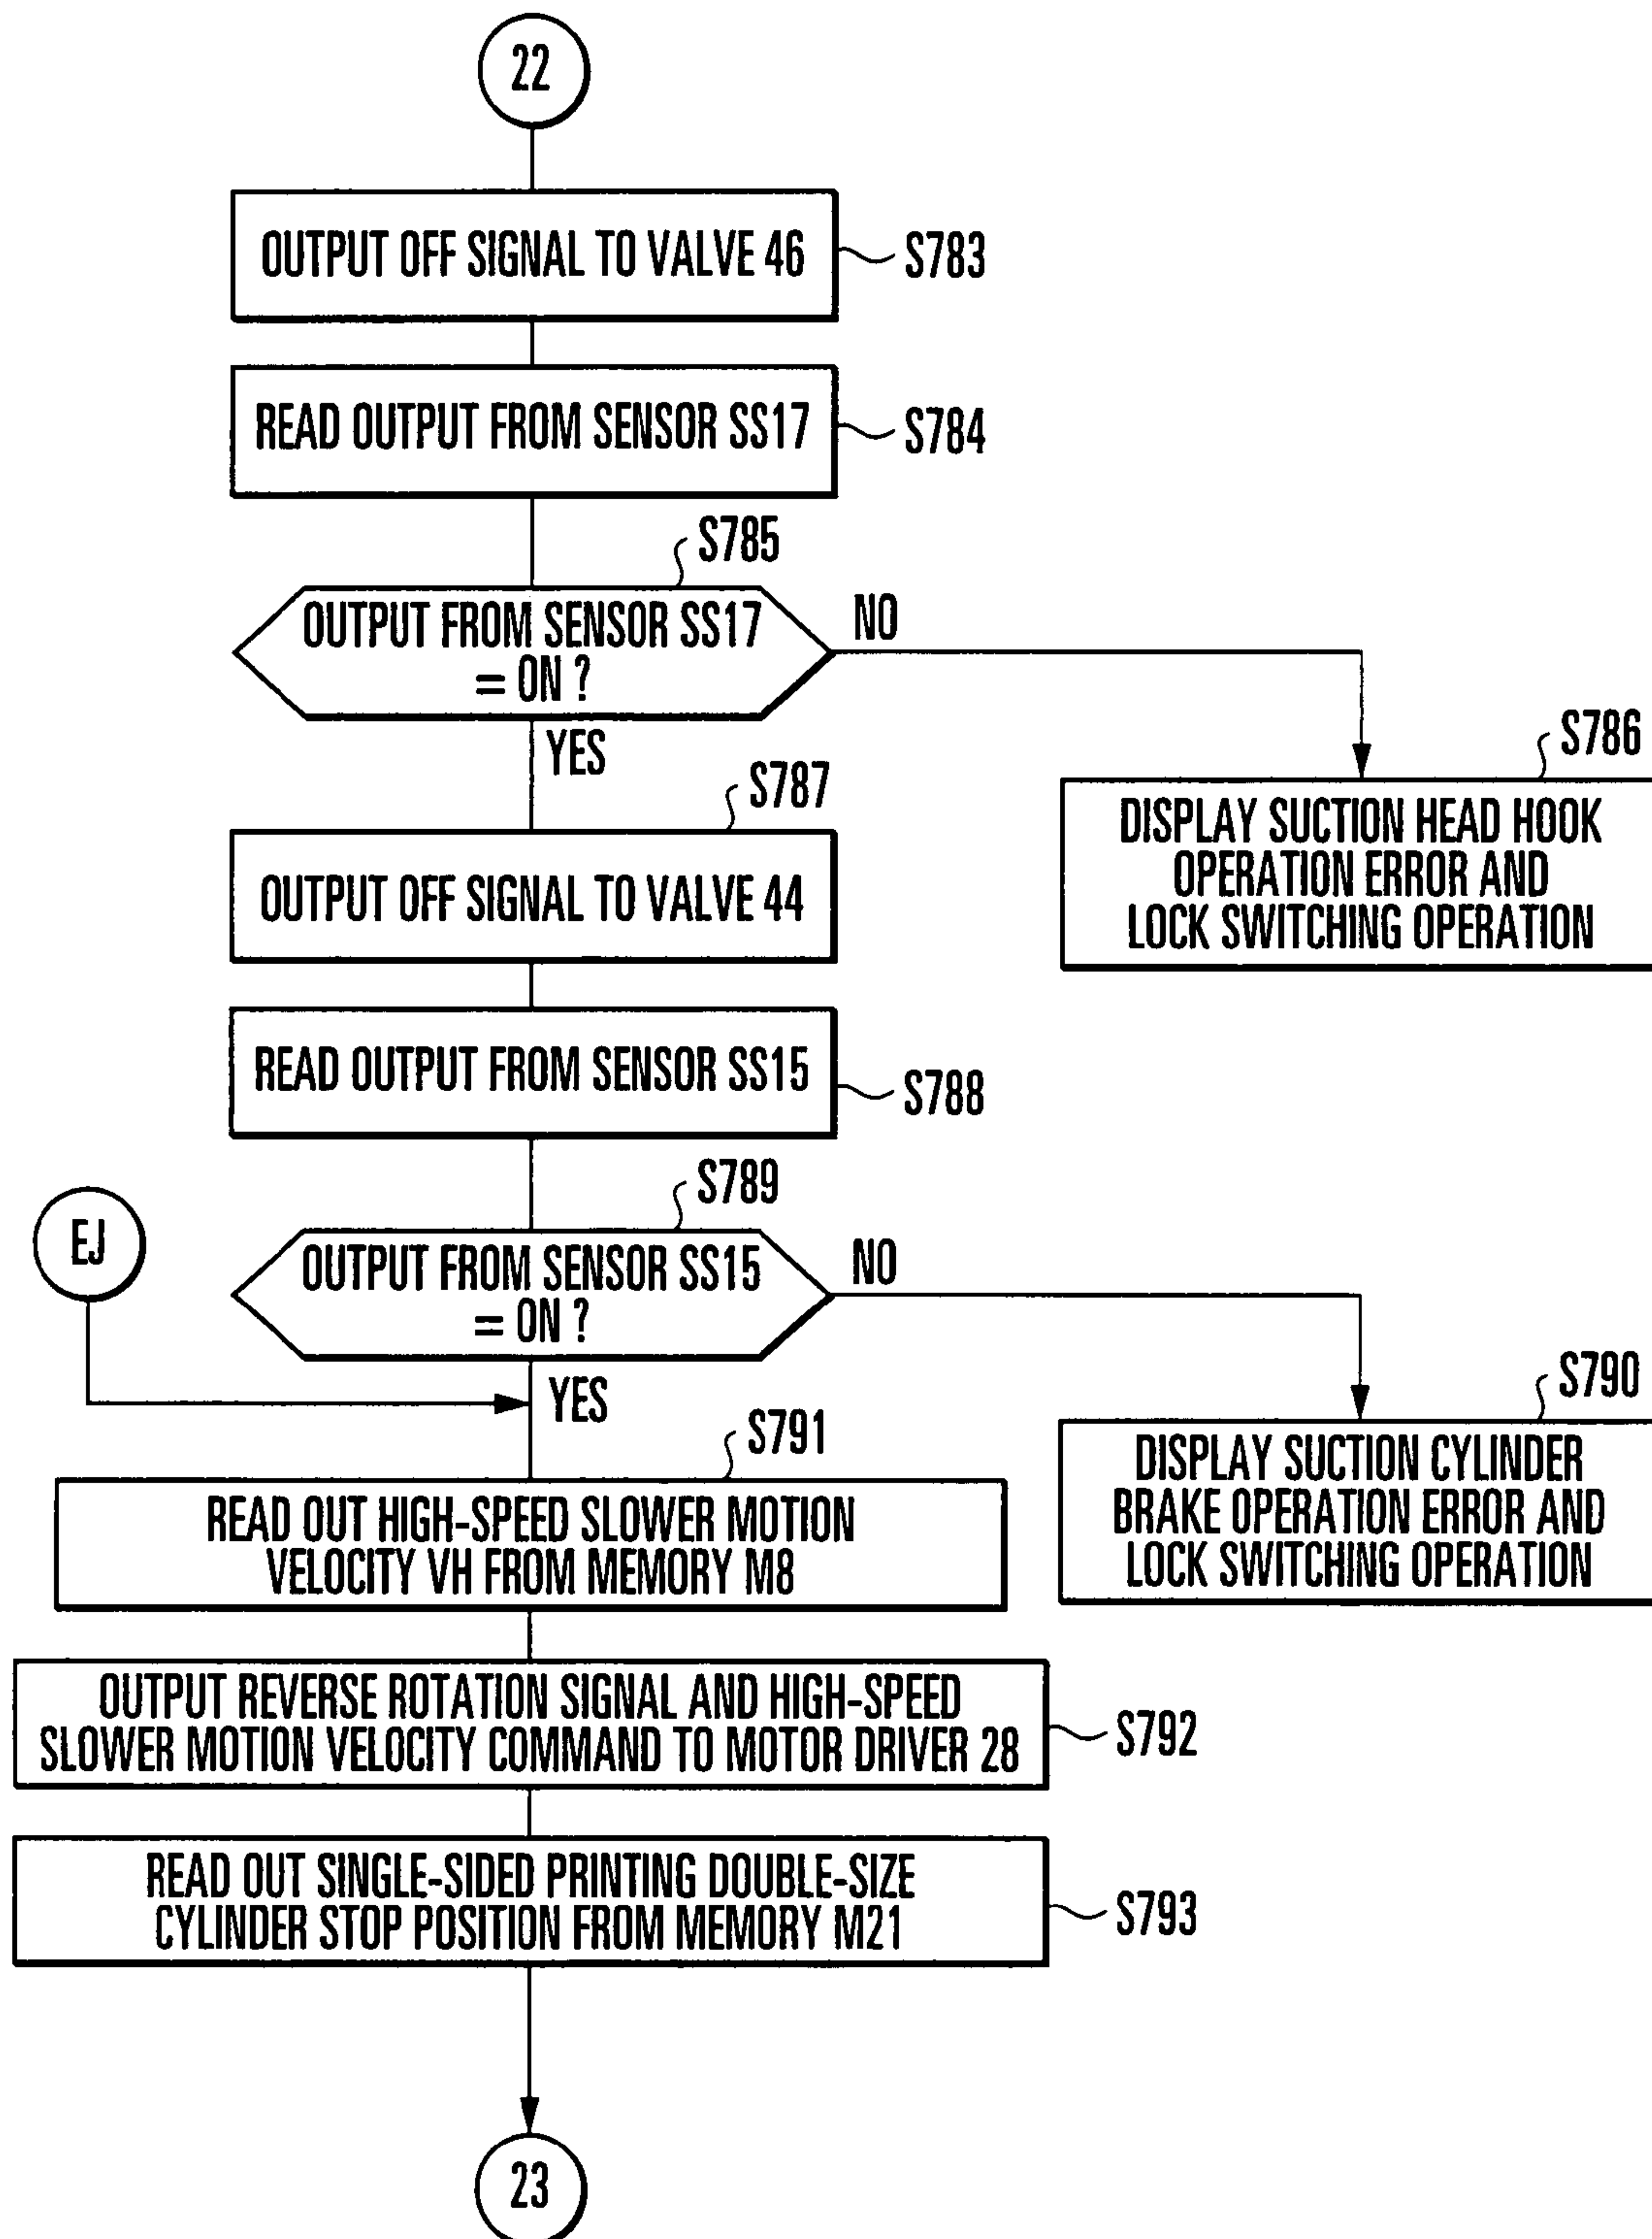 22
OUTPUT OFF SIGNAL TO VALVE 46
S783
READ OUTPUT FROM SENSOR SS17
S784
S785
OUTPUT FROM SENSOR SS17
= ON ?
NO
YES
S786
DISPLAY SUCTION HEAD HOOK
OPERATION ERROR AND
LOCK SWITCHING OPERATION
S787
OUTPUT OFF SIGNAL TO VALVE 44
READ OUTPUT FROM SENSOR SS15
S788
S789
EJ
OUTPUT FROM SENSOR SS15
= ON ?
NO
YES
S790
DISPLAY SUCTION CYLINDER
BRAKE OPERATION ERROR AND
LOCK SWITCHING OPERATION
S791
READ OUT HIGH-SPEED SLOWER MOTION
VELOCITY VH FROM MEMORY M8
OUTPUT REVERSE ROTATION SIGNAL AND HIGH-SPEED
SLOWER MOTION VELOCITY COMMAND TO MOTOR DRIVER 28
S792
READ OUT SINGLE-SIDED PRINTING DOUBLE-SIZE
CYLINDER STOP POSITION FROM MEMORY M21
S793
23